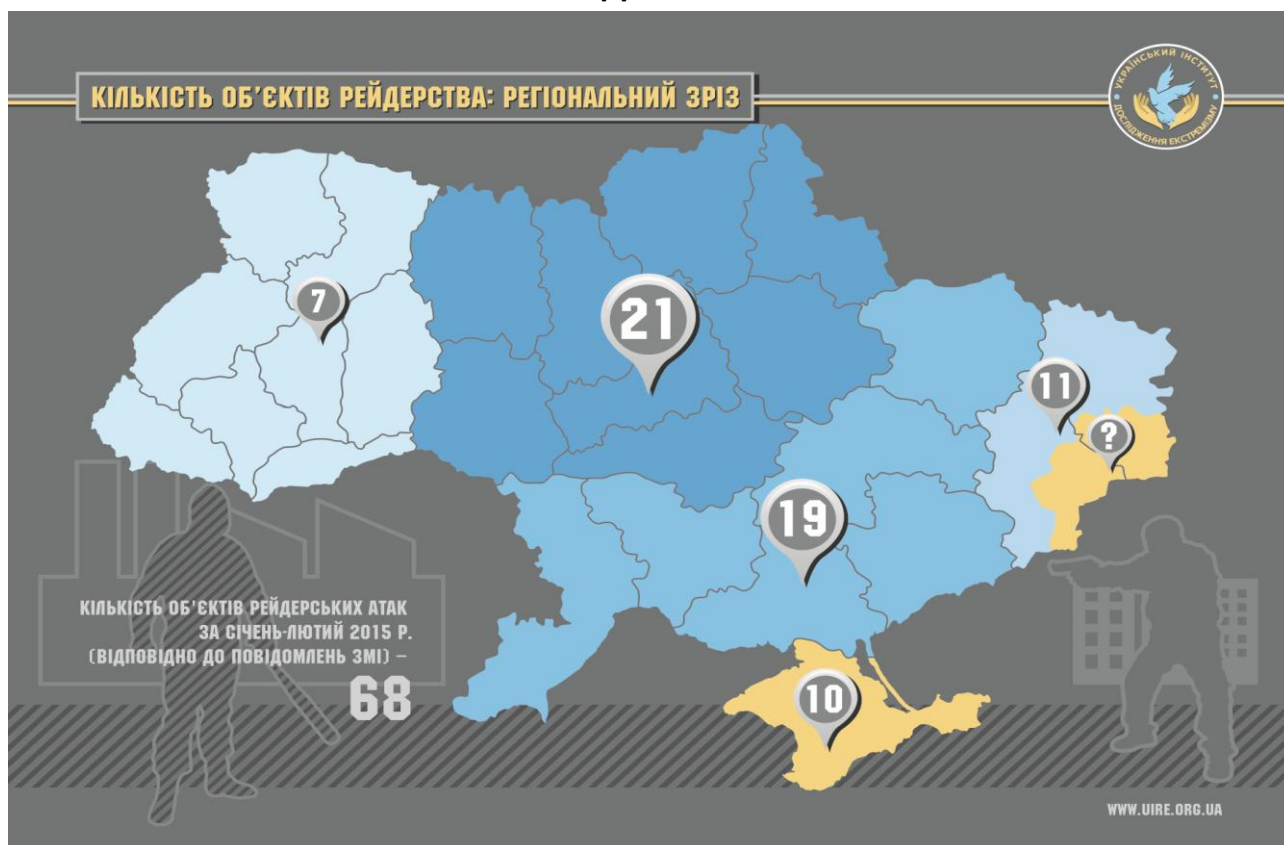 КІЛЬКІСТЬ ОБ'ЄКТІВ РЕЙДЕРСТВА: РЕГІОНАЛЬНИЙ ЗРІЗ
УКРАЇНСЬКИЙ ІНСТИТУТ
ДОСЛІДЖЕННЯ ЕКСТРЕМІЗМУ
7
21
11
?
19
КІЛЬКІСТЬ ОБ'ЄКТІВ РЕЙДЕРСЬКИХ АТАК
ЗА СІЧЕНЬ-ЛЮТИЙ 2015 Р.
(ВІДПОВІДНО ДО ПОВІДОМЛЕНЬ ЗМІ) –
68
10
WWW.UIRE.ORG.UA